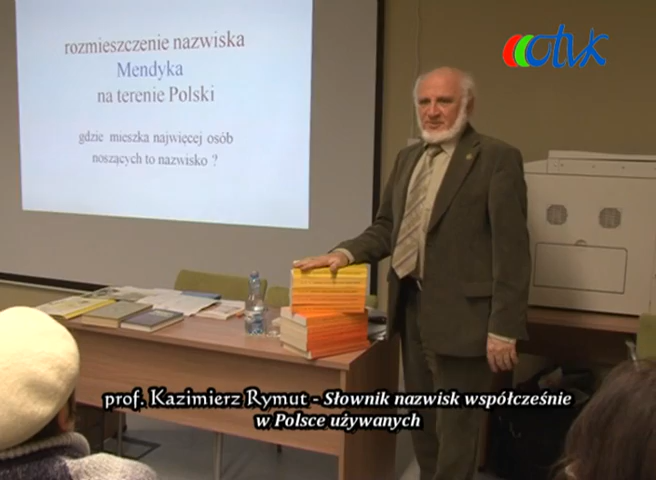 rozmieszczenie nazwiska
Mendyka
na terenie Polski
gdzie mieszka najwięcej osób
noszących to nazwisko ?
otvk
prof. Kazimierz Rymut - Słownik nazwisk współcześnie
w Polsce używanych